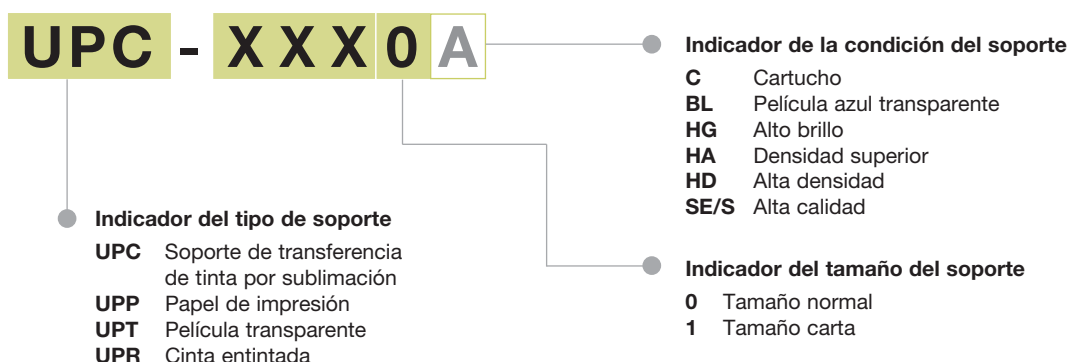 UPC - XXX0A
Indicador de la condición del soporte
C Cartucho
BL Película azul transparente
HG Alto brillo
HA Densidad superior
HD Alta densidad
SE/S Alta calidad
Indicador del tipo de soporte
UPC Soporte de transferencia
de tinta por sublimación
UPP Papel de impresión
UPT Película transparente
UPR Cinta entintada
Indicador del tamaño del soporte
0 Tamaño normal
1 Tamaño carta